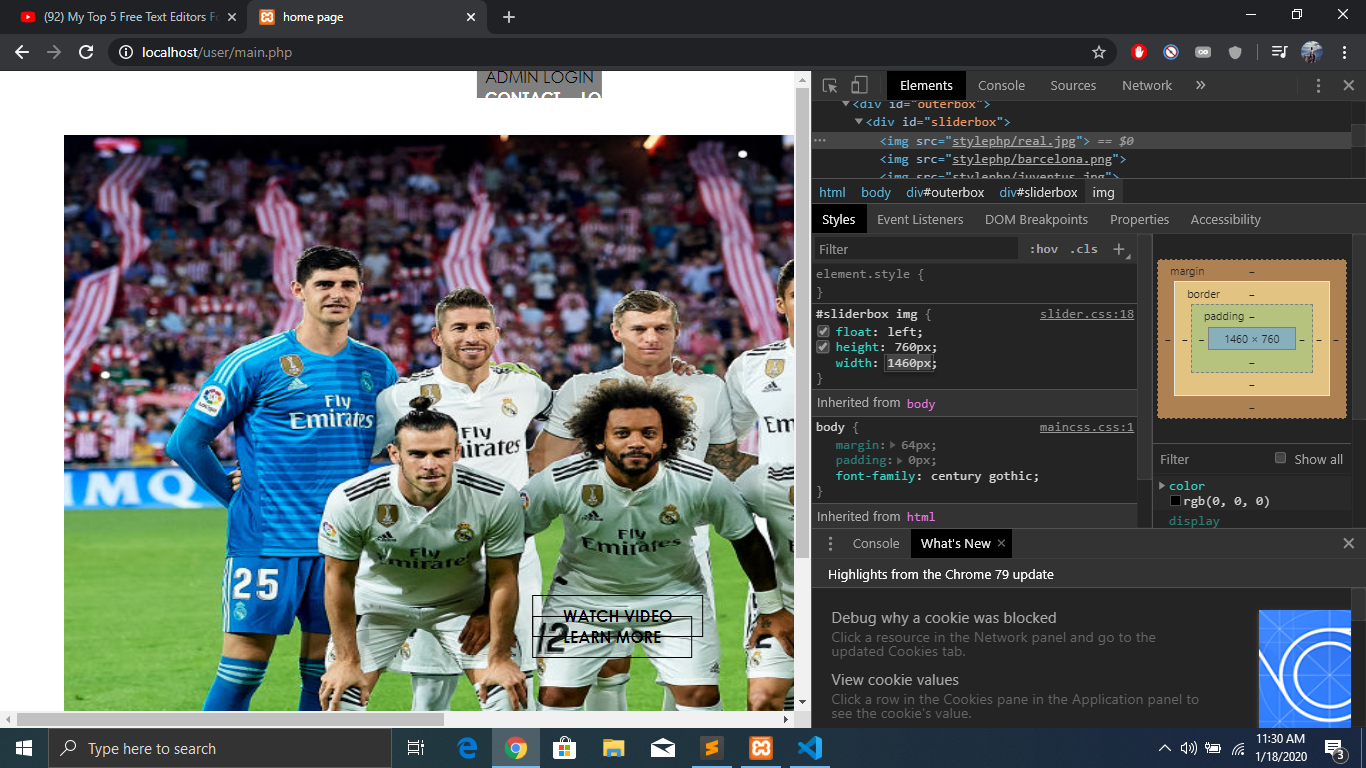 (92) My Top 5 Free Text Editors Fo
home page
localhost/user/main.php
ADMIN LOGIN
CONTACT LO
Fly
Emirates
Fly
Emirates
Fly
Emirates
Fly
Emirates
25
12
WATCH VIDEO
LEARN MORE
Elements Console Sources Network »
<div id="outerbox">
<div id="sliderbox">
<img src="stylephp/real.jpg"> == $0
<img src="stylephp/barcelona.png">
<img src="stylephp/juventus.jpg">
html body div#outerbox div#sliderbox img
Styles Event Listeners DOM Breakpoints Properties Accessibility
Filter :hov .cls +
element.style {
}
#sliderbox img { slider.css:18
float: left;
height: 760px;
width: 1460px;
}
Inherited from body
body { maincss.css:1
margin: 64px;
padding: 0px;
font-family: century gothic;
}
Inherited from html
margin –
border –
padding –
– – – 1460 × 760 – – –
–
–
–
Filter Show all
color
rgb(0, 0, 0)
display
Console What's New
Highlights from the Chrome 79 update
Debug why a cookie was blocked
Click a resource in the Network panel and go to the
updated Cookies tab.
View cookie values
Click a row in the Cookies pane in the Application panel to
see the cookie's value.
Type here to search
11:30 AM
1/18/2020
3